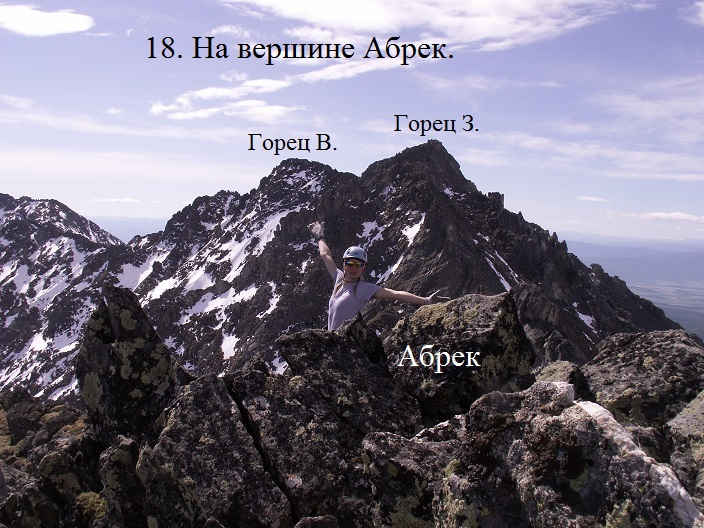 18. На вершине Абрек.
Горец В.
Горец З.
Абрек